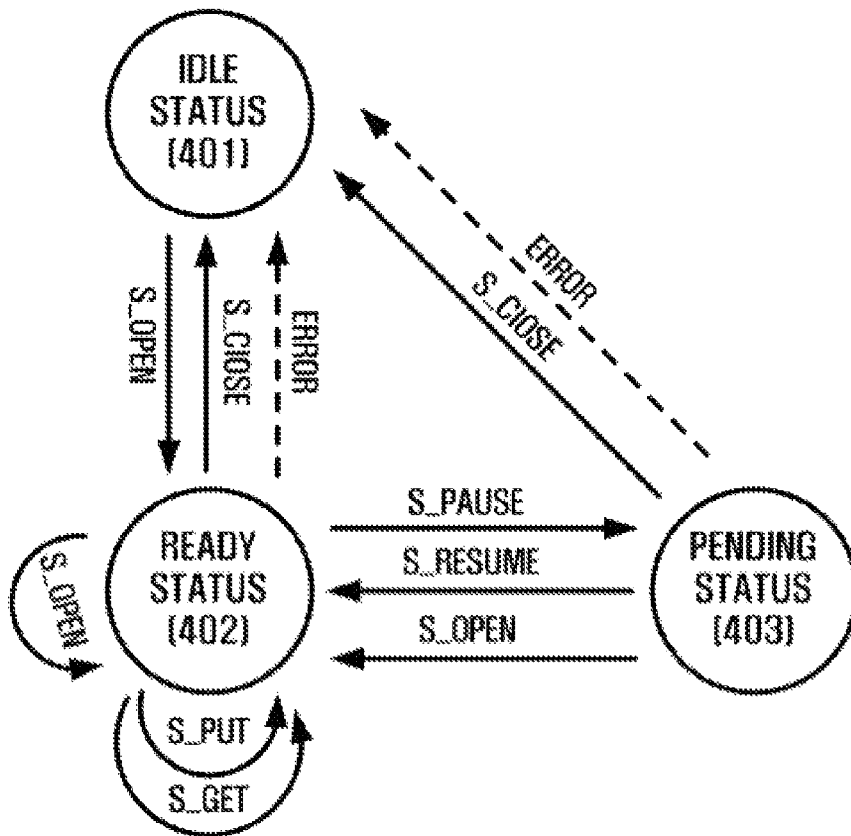 IDLE
STATUS
(401)
ERROR
S_ClOSE
S_OPEN
S_ClOSE
ERROR
S_PAUSE
S_RESUME
S_OPEN
READY
STATUS
(402)
PENDING
STATUS
(403)
S_OPEN
S_PUT
S_GET